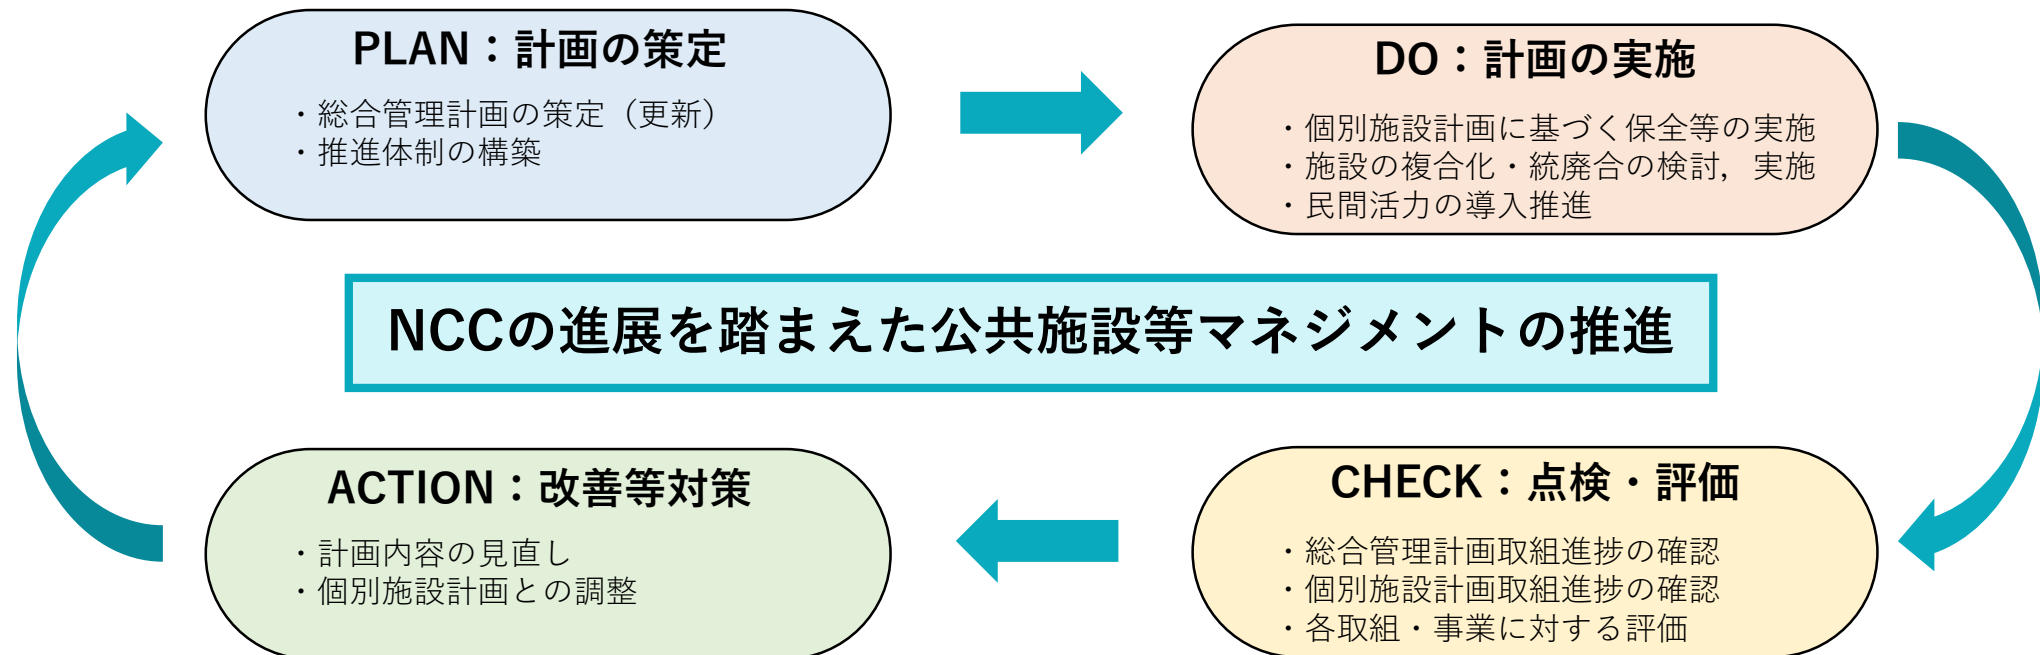 PLAN：計画の策定
・総合管理計画の策定（更新）
・推進体制の構築
DO：計画の実施
・個別施設計画に基づく保全等の実施
・施設の複合化・統廃合の検討，実施
・民間活力の導入推進
NCCの進展を踏まえた公共施設等マネジメントの推進
ACTION：改善等対策
・計画内容の見直し
・個別施設計画との調整
CHECK：点検・評価
・総合管理計画取組進捗の確認
・個別施設計画取組進捗の確認
・各取組・事業に対する評価